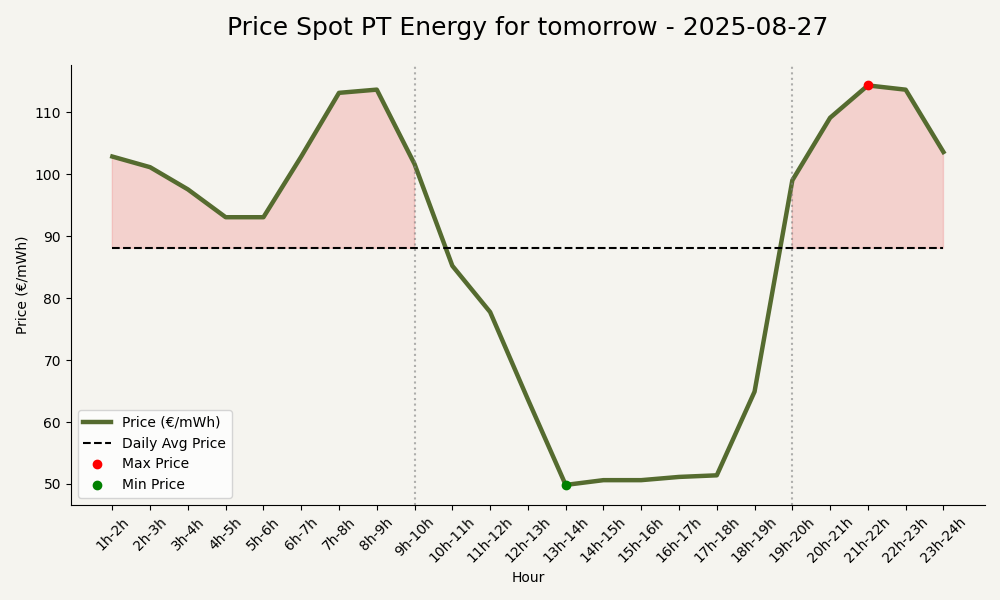 Price Spot PT Energy for tomorrow - 2025-08-27
Price (€/mWh)
110
100
90
80
70
60
50
Price (€/mWh)
Daily Avg Price
Max Price
Min Price
1h-2h
2h-3h
3h-4h
4h-5h
5h-6h
6h-7h
7h-8h
8h-9h
9h-10h
10h-11h
11h-12h
12h-13h
13h-14h
14h-15h
15h-16h
16h-17h
17h-18h
18h-19h
19h-20h
20h-21h
21h-22h
22h-23h
23h-24h
Hour